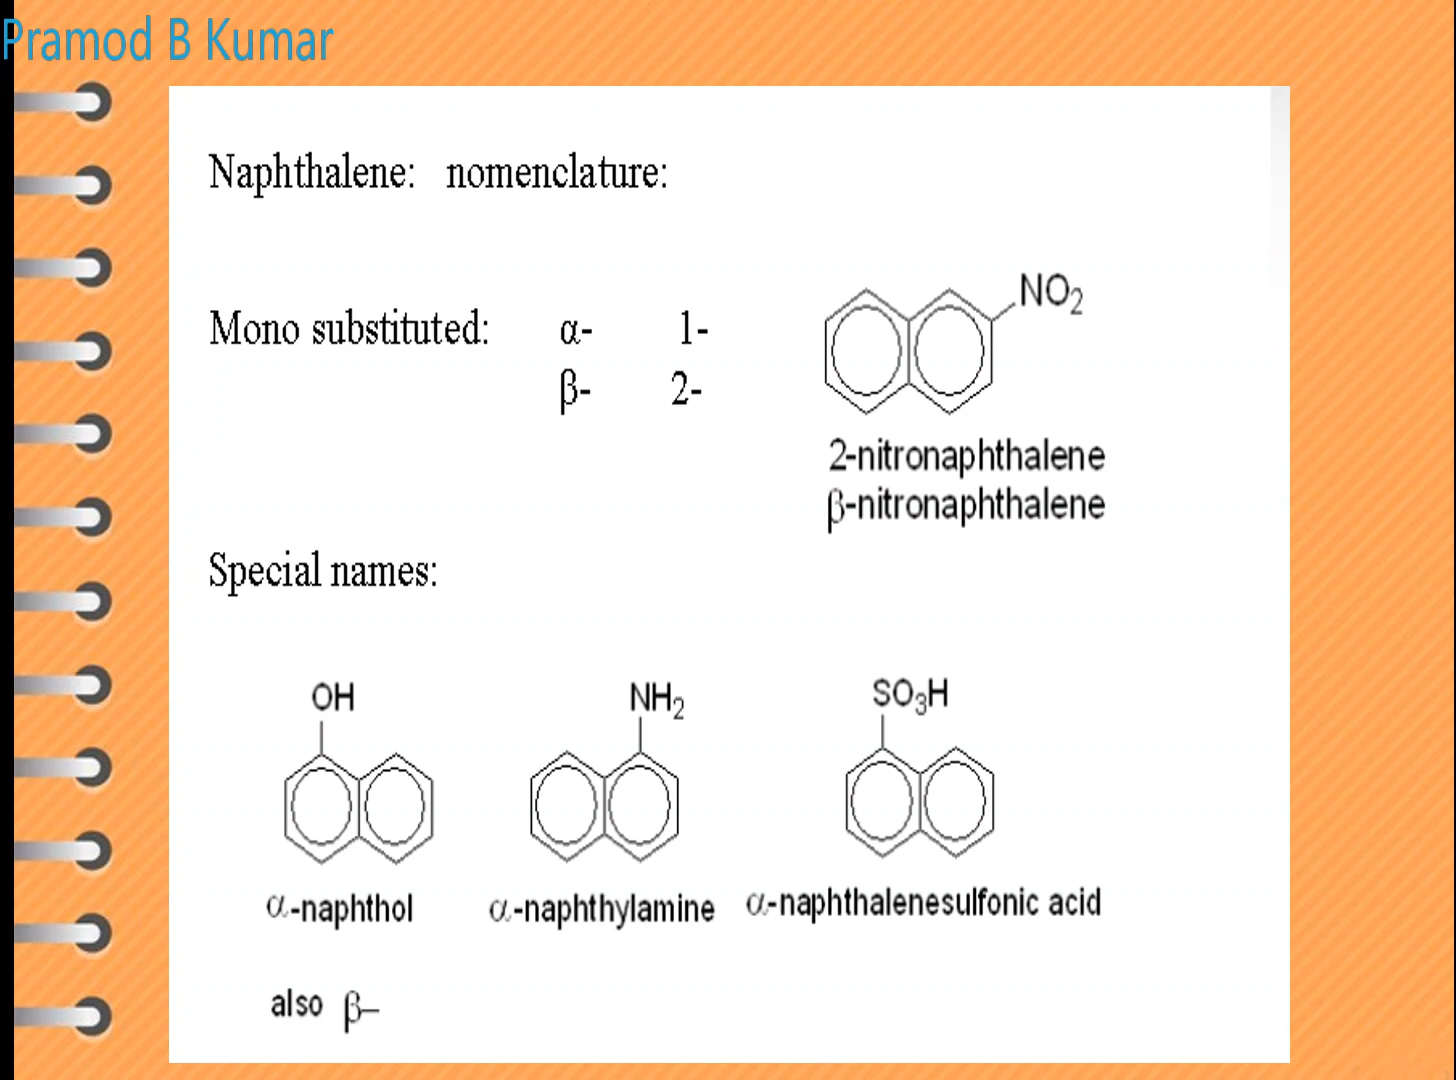 Pramod B Kumar
Naphthalene: nomenclature:
Mono substituted: α- 1-
β- 2-
NO₂
2-nitronaphthalene
β-nitronaphthalene
Special names:
OH NH₂ SO₃H
α-naphthol α-naphthylamine α-naphthalenesulfonic acid
also β–